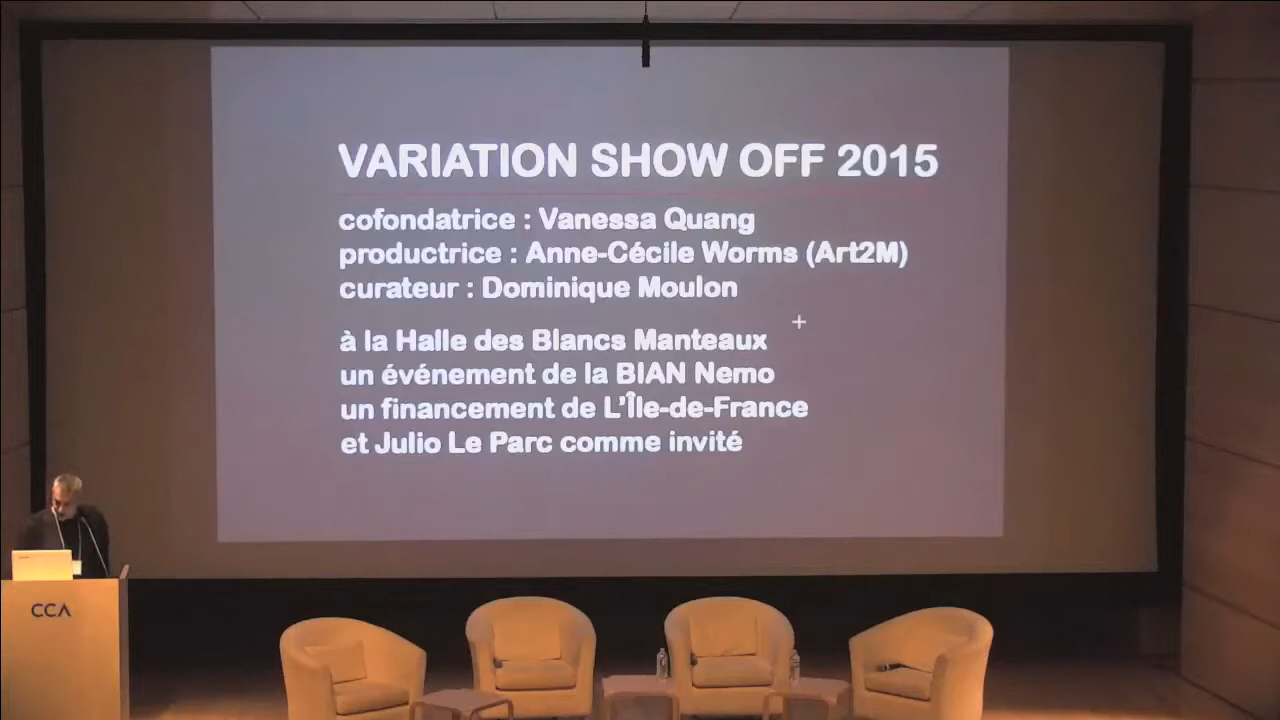 VARIATION SHOW OFF 2015
cofondatrice : Vanessa Quang
productrice : Anne-Cécile Worms (Art2M)
curateur : Dominique Moulon
à la Halle des Blancs Manteaux
un événement de la BIAN Nemo
un financement de L’Île-de-France
et Julio Le Parc comme invité
CCA